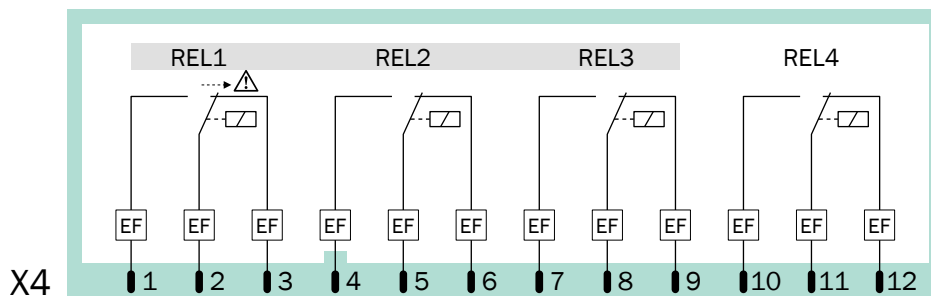 REL1 REL2 REL3 REL4
EF EF EF EF EF EF EF EF EF EF EF EF
X4 1 2 3 4 5 6 7 8 9 10 11 12